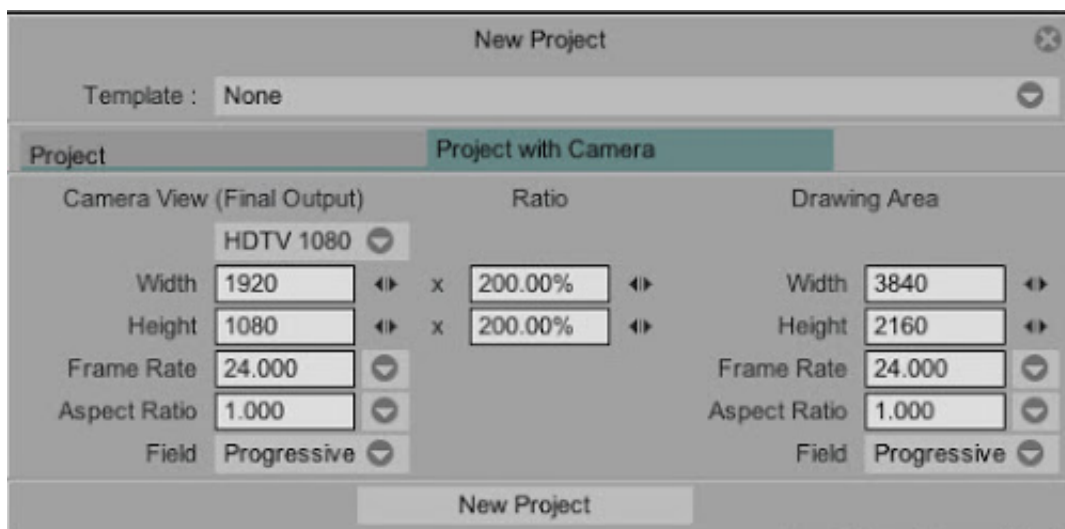 New Project
Template : None
Project Project with Camera
Camera View (Final Output) Ratio Drawing Area
HDTV 1080
Width 1920 x 200.00% Width 3840
Height 1080 x 200.00% Height 2160
Frame Rate 24.000 Frame Rate 24.000
Aspect Ratio 1.000 Aspect Ratio 1.000
Field Progressive Field Progressive
New Project